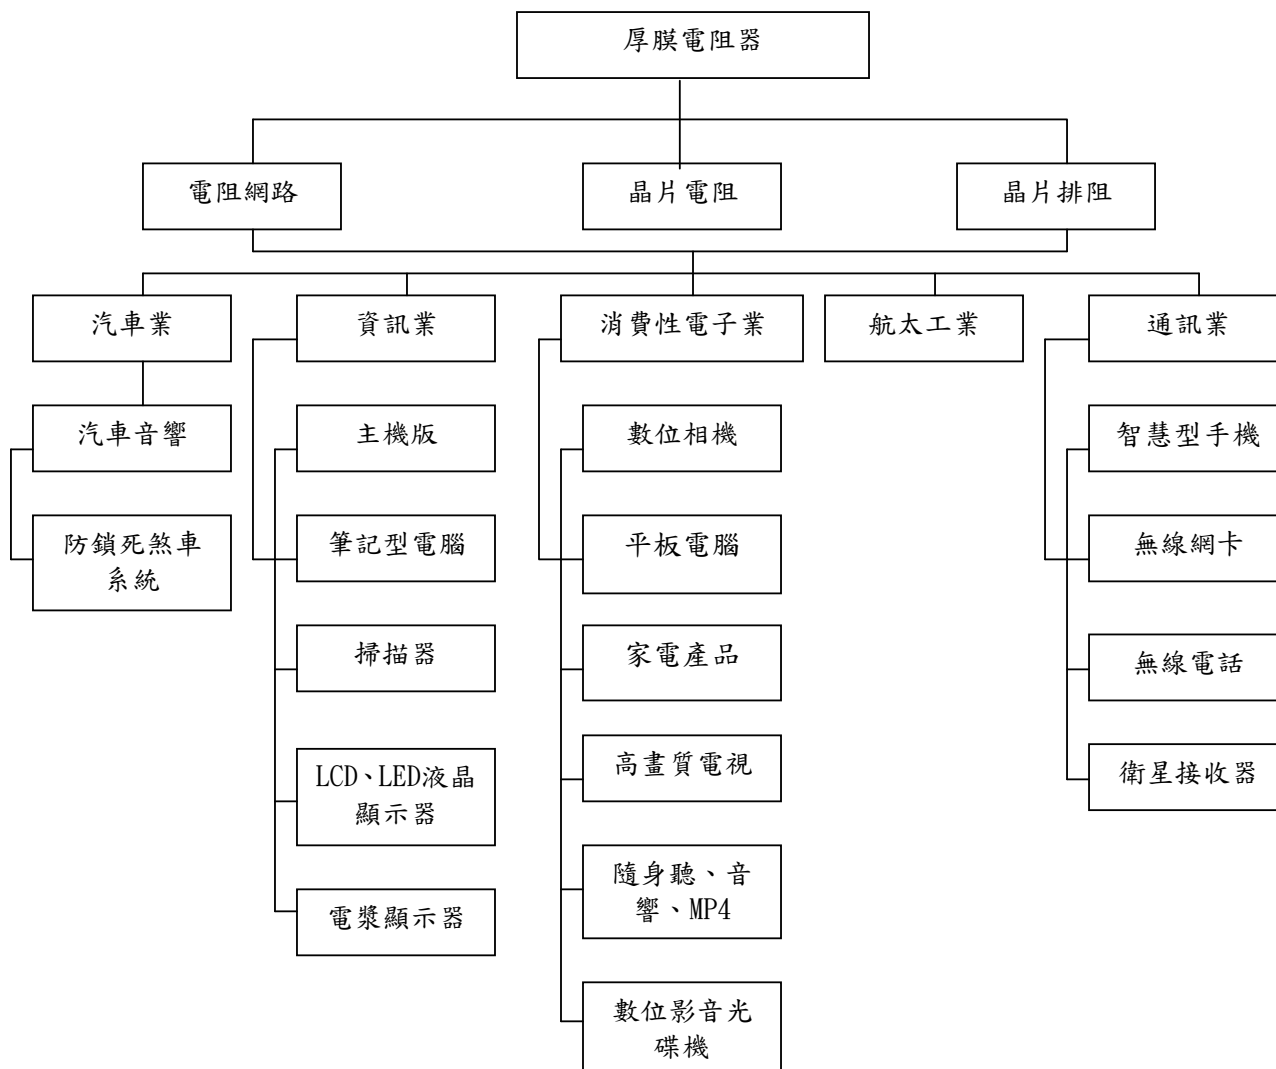 厚膜電阻器
電阻網路
晶片電阻
晶片排阻
汽車業
資訊業
消費性電子業
航太工業
通訊業
汽車音響
主機版
數位相機
智慧型手機
防鎖死煞車
系統
筆記型電腦
平板電腦
無線網卡
掃描器
家電產品
無線電話
LCD、LED液晶
顯示器
高畫質電視
衛星接收器
電漿顯示器
隨身聽、音
響、MP4
數位影音光
碟機